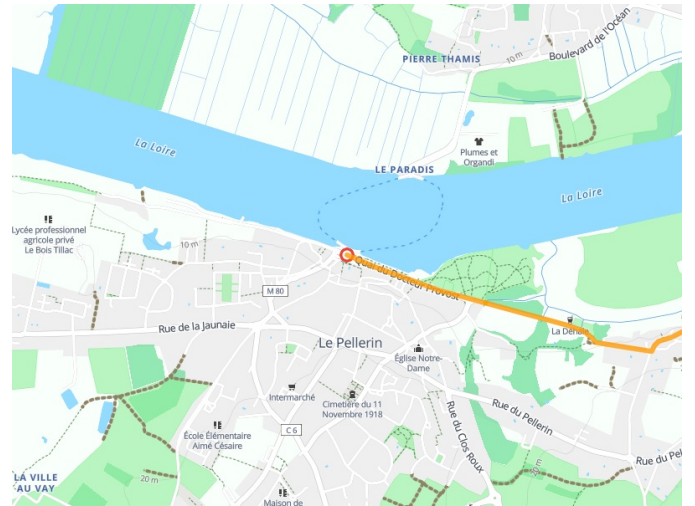 PIERRE THAMIS
10 m
Boulevard de l'Océan
La Loire
Plumes et
Organdi
LE PARADIS
La Loire
Lycée professionnel
agricole privé
Le Bois Tillac
10 m
Quai du Docteur Provost
M 80
Rue de la Jaunaie
La Déna
Le Pellerin
Église Notre-
Dame
Intermarché
Cimetière du 11
Novembre 1918
Rue du Pellerin
C 6
École Élémentaire
Aimé Césaire
Rue du Clos Roux
Rue du Pel
LA VILLE
AU VAY
20 m
Maison de